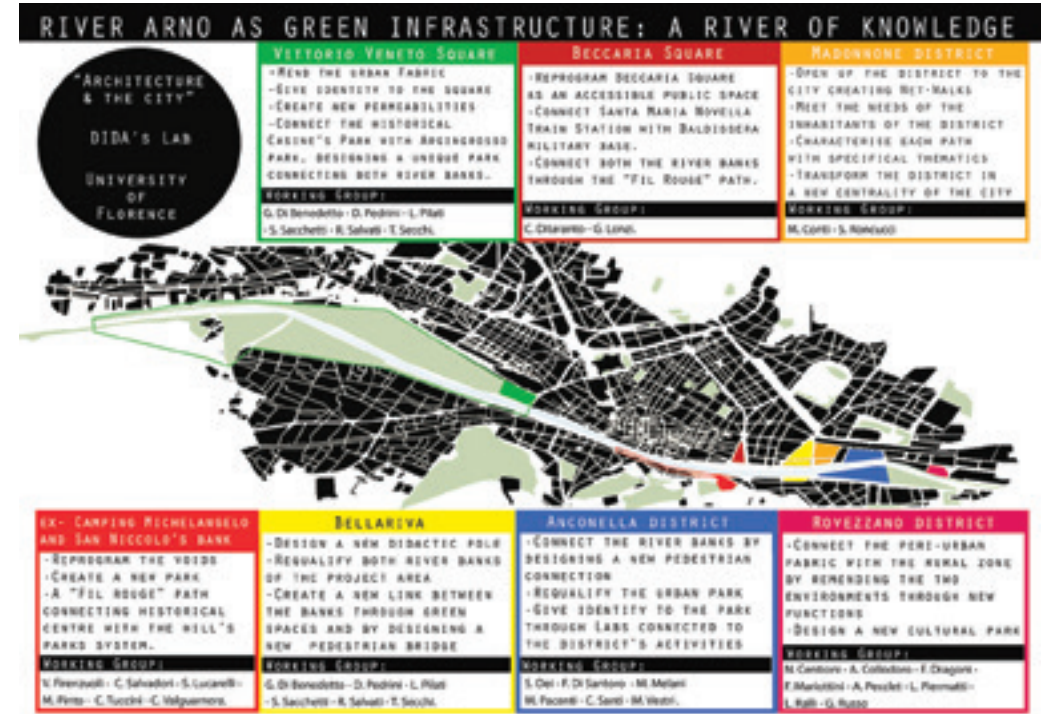 RIVER ARNO AS GREEN INFRASTRUCTURE: A RIVER OF KNOWLEDGE
"ARCHITECTURE
& THE CITY"
DIDA'S LAB
UNIVERSITY
OF
FLORENCE
VITTORIO VENETO SQUARE
-MEND THE URBAN FABRIC
-GIVE IDENTITY TO THE SQUARE
-CREATE NEW PERMEABILITIES
-CONNECT THE HISTORICAL
CASINE'S PARK WITH ARGINGROSSO
PARK, DESIGNING A UNIQUE PARK
CONNECTING BOTH RIVER BANKS.
WORKING GROUP:
G. Di Benedetto - D. Pedrini - L. Pilati
- S. Sacchetti - R. Salvati - T. Secchi.
BECCARIA SQUARE
-REPROGRAM BECCARIA SQUARE
AS AN ACCESSIBLE PUBLIC SPACE
-CONNECT SANTA MARIA NOVELLA
TRAIN STATION WITH BALDISSERA
MILITARY BASE.
-CONNECT BOTH THE RIVER BANKS
THROUGH THE "FIL ROUGE" PATH.
WORKING GROUP:
C. - G.
MADONNONE DISTRICT
-OPEN UP THE DISTRICT TO THE
CITY CREATING NET-WALKS
-MEET THE NEEDS OF THE
INHABITANTS OF THE DISTRICT
-CHARACTERISE EACH PATH
WITH SPECIFICAL THEMATICS
-TRANSFORM THE DISTRICT IN
A NEW CENTRALITY OF THE CITY
WORKING GROUP:
M. Conti - S. Roncucci
EX- CAMPING MICHELANGELO
AND SAN NICCOLO'S BANK
-REPROGRAM THE VOIDS
-CREATE A NEW PARK
-A "FIL ROUGE" PATH
CONNECTING HISTORICAL
CENTRE WITH THE HILL'S
PARKS SYSTEM.
WORKING GROUP:
V. Firenzuoli - C. Salvadori - S. Lucarelli -
M. Pinto - C. Tuccini - C. Valguarnera.
BELLARIVA
-DESIGN A NEW DIDACTIC POLE
-REQUALIFY BOTH RIVER BANKS
OF THE PROJECT AREA
-CREATE A NEW LINK BETWEEN
THE BANKS THROUGH GREEN
SPACES AND BY DESIGNING A
NEW PEDESTRIAN BRIDGE
WORKING GROUP:
G. Di Benedetto - D. Pedrini - L. Pilati
- S. Sacchetti - R. Salvati - T. Secchi.
ANCONELLA DISTRICT
-CONNECT THE RIVER BANKS BY
DESIGNING A NEW PEDESTRIAN
CONNECTION
-REQUALIFY THE URBAN PARK
-GIVE IDENTITY TO THE PARK
THROUGH LABS CONNECTED TO
THE DISTRICT'S ACTIVITIES
WORKING GROUP:
S. Dei - F. Di Santoro - M. Melani
M. Paconti - C. Santi - M. Vestri.
ROVEZZANO DISTRICT
-CONNECT THE PERI-URBAN
FABRIC WITH THE RURAL ZONE
BY REMENDING THE TWO
ENVIRONMENTS THROUGH NEW
FUNCTIONS
-DESIGN A NEW CULTURAL PARK
WORKING GROUP:
N. - A. - F. Dragoni -
F. Mariottini - A. - L. Piermatti -
L. Ralli - G. Russo